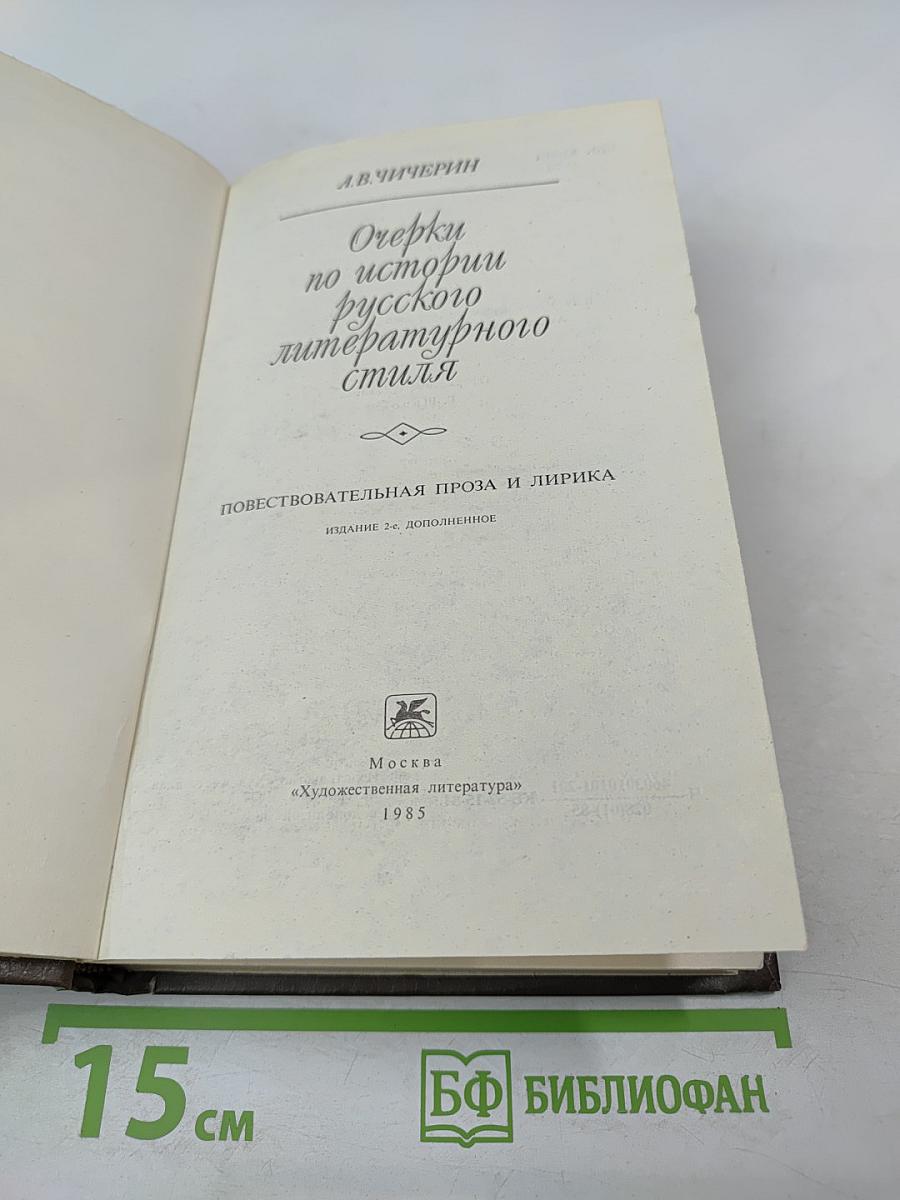 А.В.ЧИЧЕРИН
Очерки
по истории
русского
литературного
стиля
ПОВЕСТВОВАТЕЛЬНАЯ ПРОЗА И ЛИРИКА
ИЗДАНИЕ 2-е, ДОПОЛНЕННОЕ
Москва
«Художественная литература»
1985
15 см
БФ БИБЛИОФАН